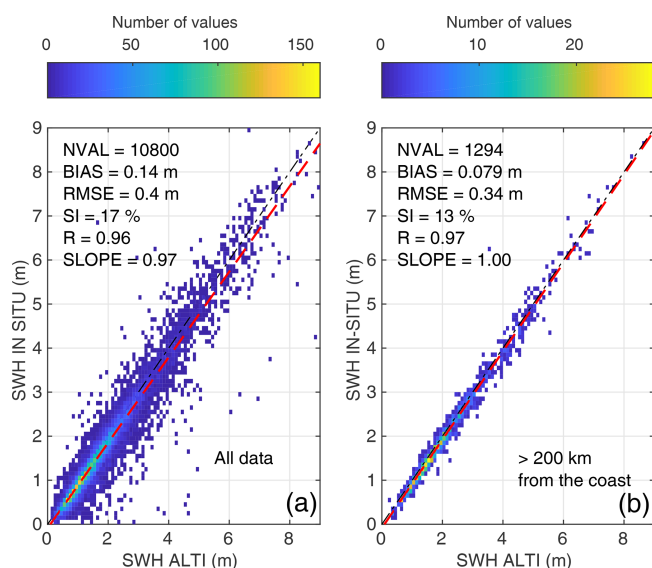 Number of values
0 50 100 150
9
8
7
6
5
4
3
2
1
0
SWH IN SITU (m)
NVAL = 10800
BIAS = 0.14 m
RMSE = 0.4 m
SI = 17 %
R = 0.96
SLOPE = 0.97
All data
(a)
0 2 4 6 8
SWH ALTI (m)
Number of values
0 10 20
9
8
7
6
5
4
3
2
1
0
SWH IN-SITU (m)
NVAL = 1294
BIAS = 0.079 m
RMSE = 0.34 m
SI = 13 %
R = 0.97
SLOPE = 1.00
> 200 km
from the coast
(b)
0 2 4 6 8
SWH ALTI (m)